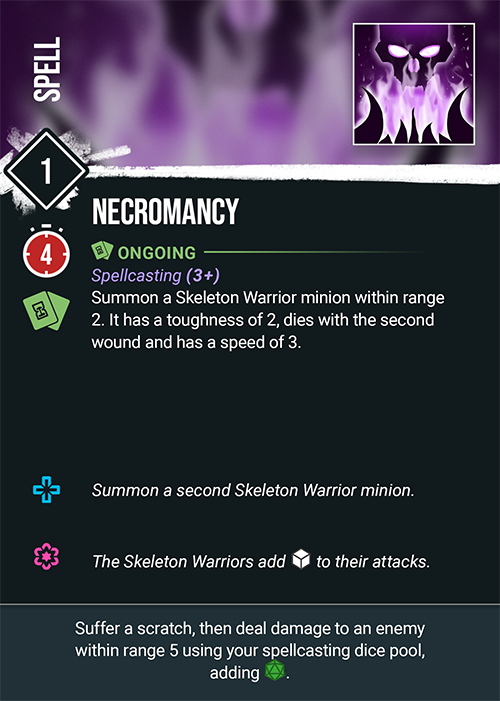 SPELL
1
NECROMANCY
4
ONGOING
Spellcasting (3+)
Summon a Skeleton Warrior minion within range
2. It has a toughness of 2, dies with the second
wound and has a speed of 3.
Summon a second Skeleton Warrior minion.
The Skeleton Warriors add to their attacks.
Suffer a scratch, then deal damage to an enemy
within range 5 using your spellcasting dice pool,
adding .